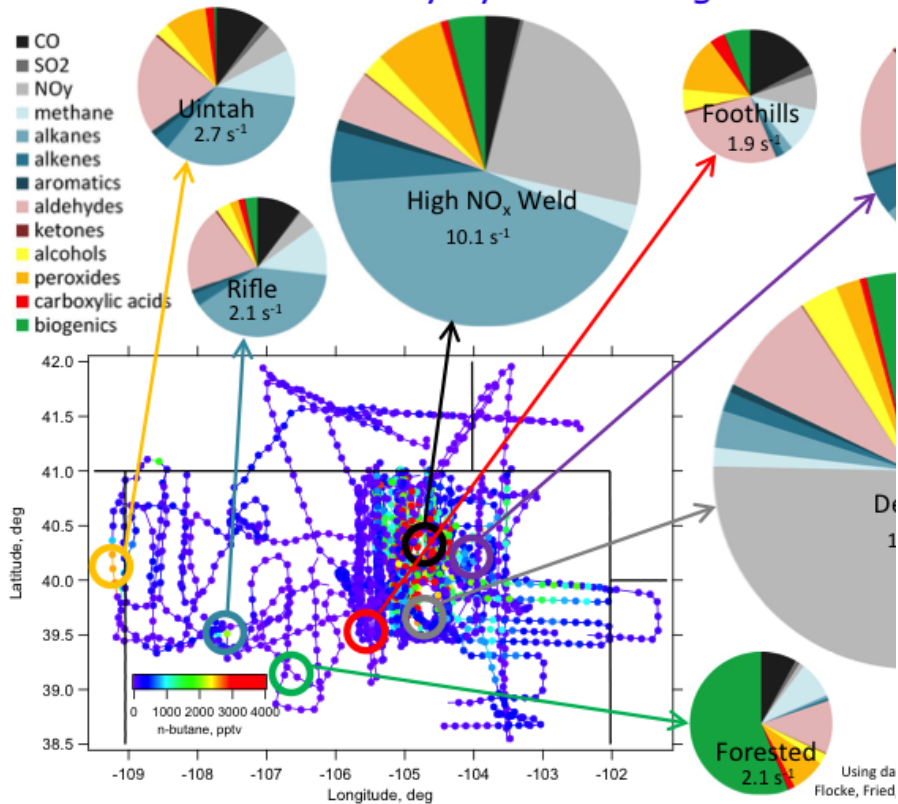 CO
SO2
NOy
methane
alkanes
alkenes
aromatics
aldehydes
ketones
alcohols
peroxides
carboxylic acids
biogenics
Uintah
2.7 s⁻¹
Rifle
2.1 s⁻¹
High NOₓ Weld
10.1 s⁻¹
Foothills
1.9 s⁻¹
De
1
Forested
2.1 s⁻¹
42.0
41.5
41.0
40.5
40.0
39.5
39.0
38.5
Latitude, deg
0 1000 2000 3000 4000
n-butane, pptv
-109 -108 -107 -106 -105 -104 -103 -102
Longitude, deg
Using da
Flocke, Fried